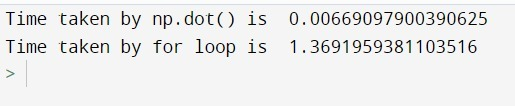 Time taken by np.dot() is  0.00669097900390625
Time taken by for loop is  1.3691959381103516
>